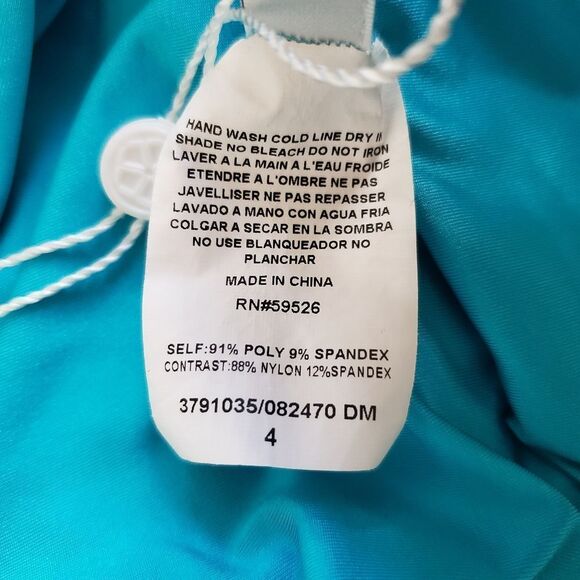 HAND WASH COLD LINE DRY II
SHADE NO BLEACH DO NOT IRON
LAVER A LA MAIN A L'EAU FROIDE
ETENDRE A L'OMBRE NE PAS
JAVELLISER NE PAS REPASSER
LAVADO A MANO CON AGUA FRIA
COLGAR A SECAR EN LA SOMBRA
NO USE BLANQUEADOR NO
PLANCHAR
MADE IN CHINA
RN#59526
SELF:91% POLY 9% SPANDEX
CONTRAST:88% NYLON 12%SPANDEX
3791035/082470 DM
4